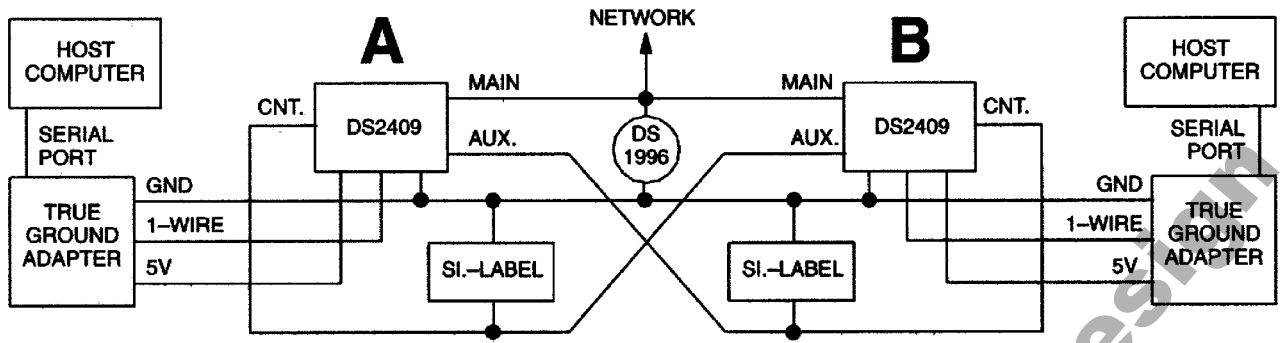 NETWORK
A
B
HOST
COMPUTER
SERIAL
PORT
TRUE
GROUND
ADAPTER
GND
1–WIRE
5V
CNT.
DS2409
MAIN
AUX.
SI.–LABEL
DS
1996
MAIN
AUX.
DS2409
CNT.
SI.–LABEL
HOST
COMPUTER
SERIAL
PORT
GND
1–WIRE
5V
TRUE
GROUND
ADAPTER
esign